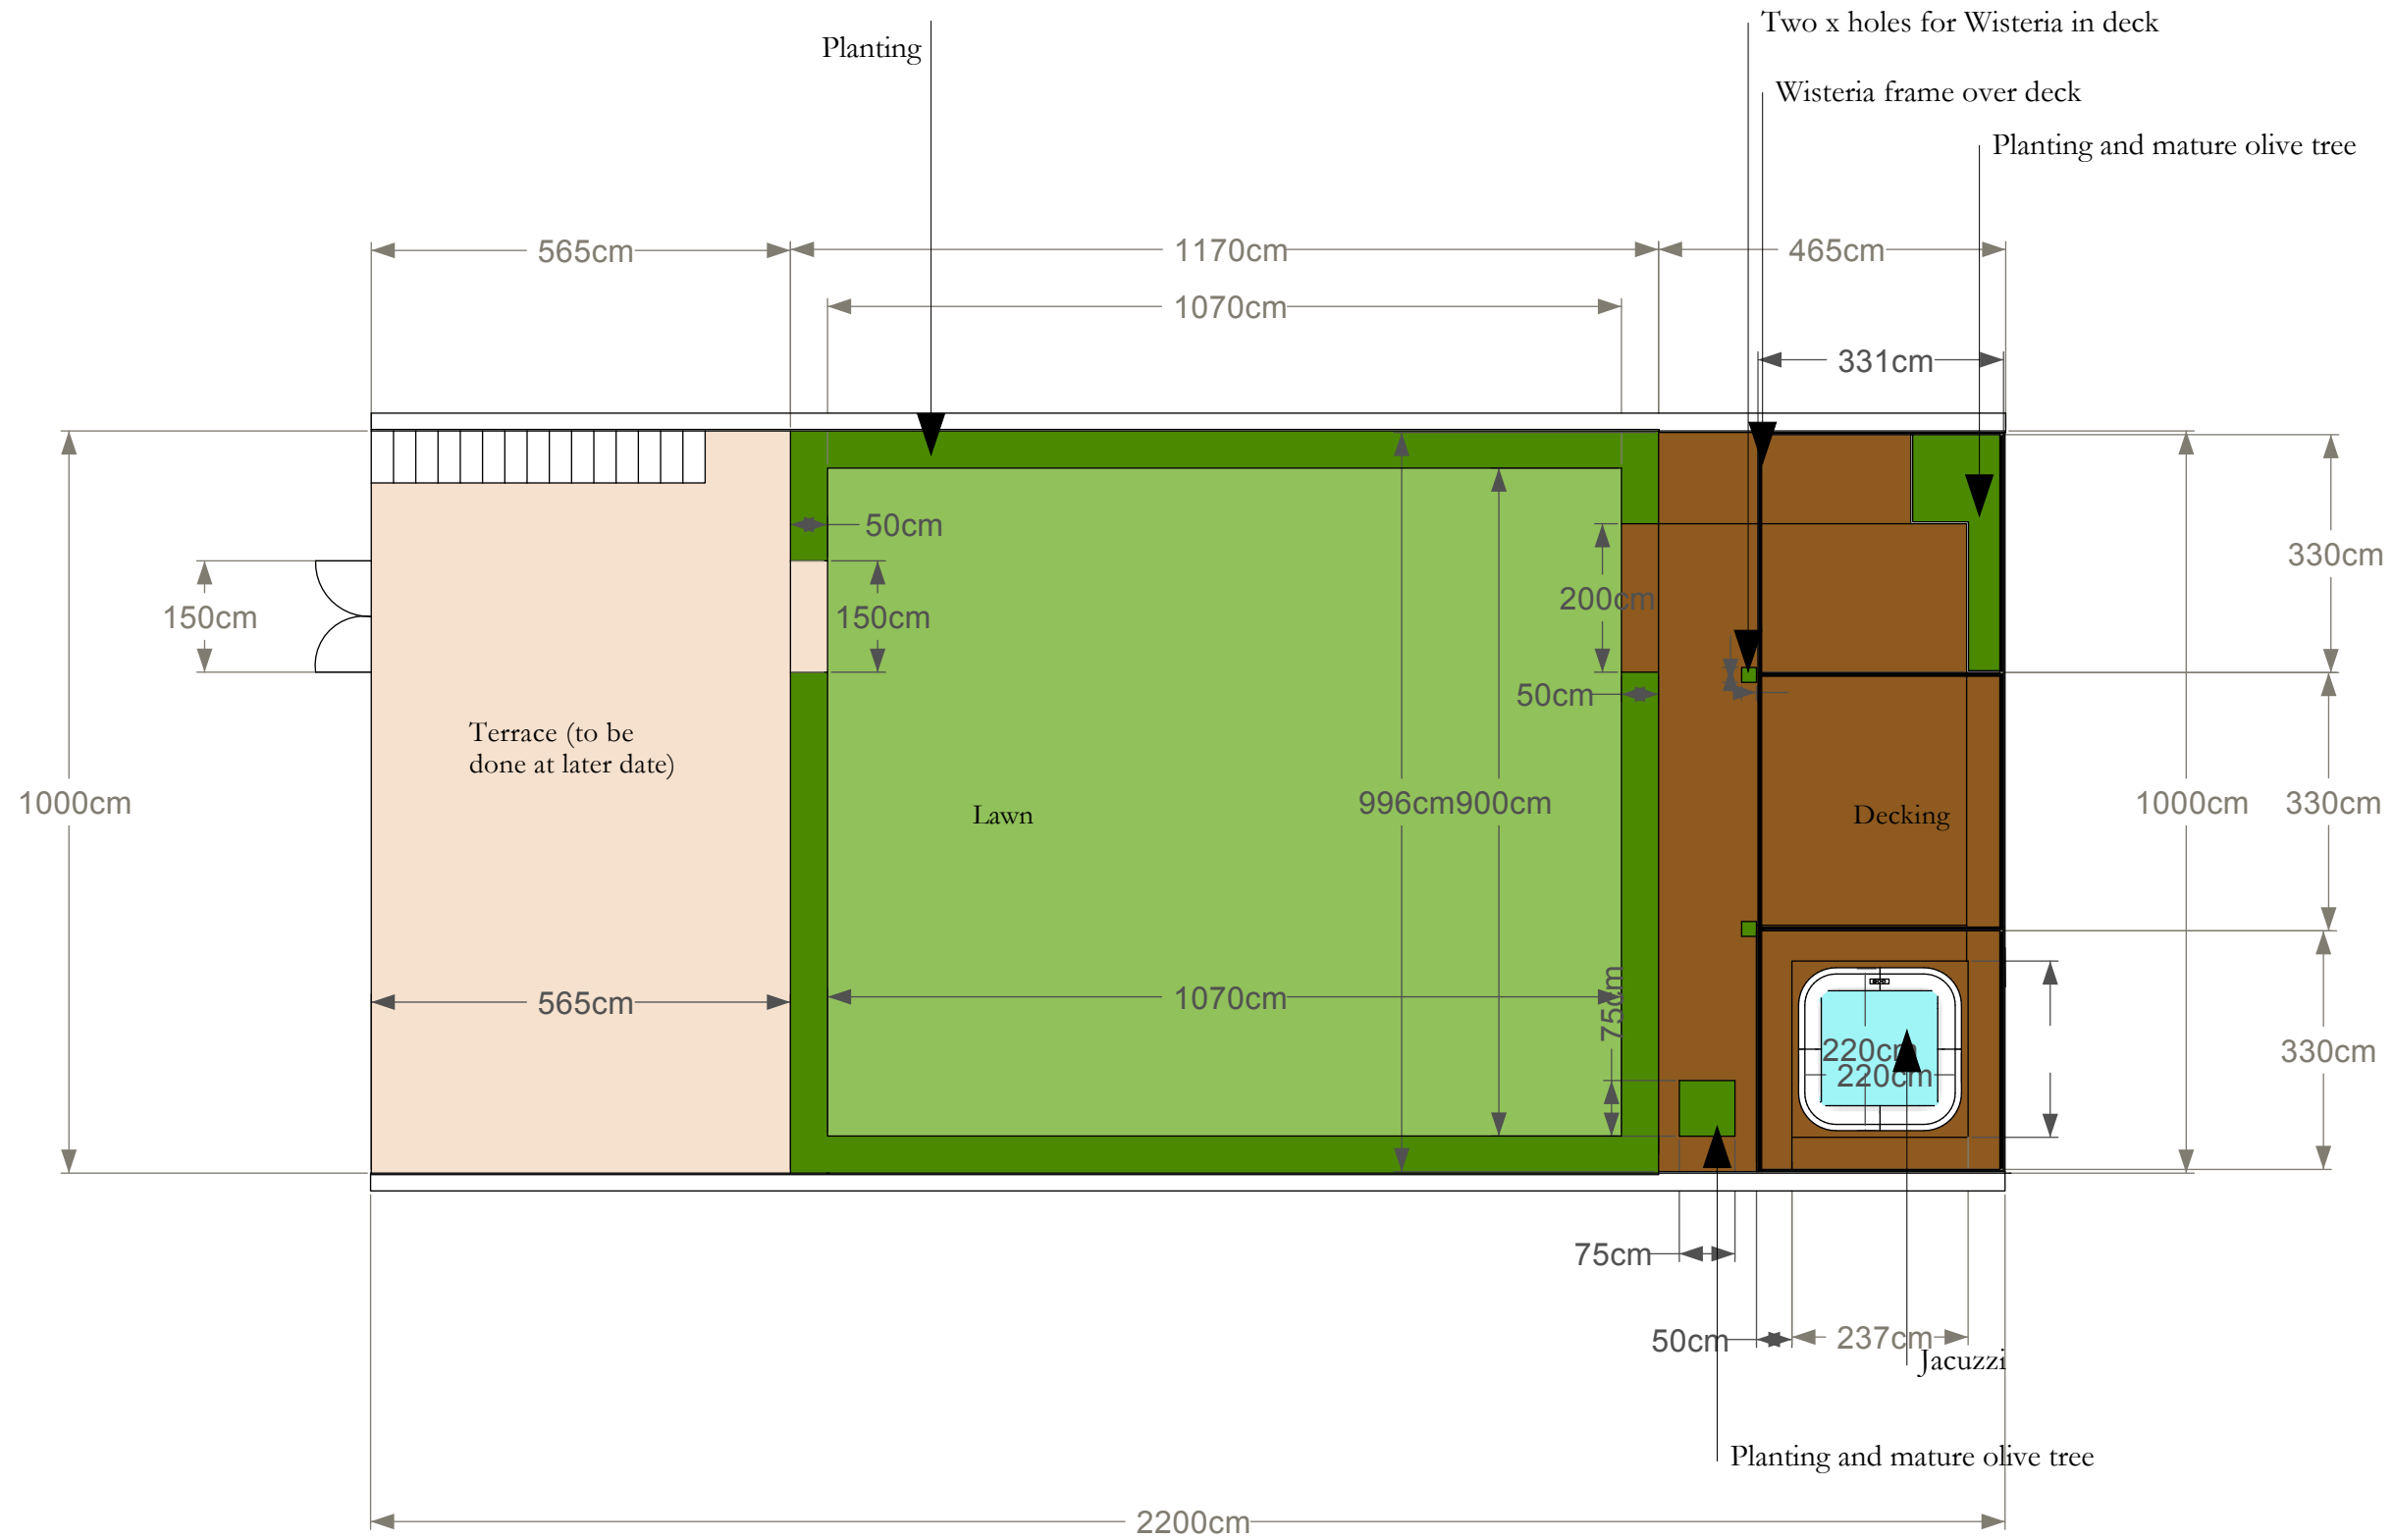 Two x holes for Wisteria in deck
Planting
Wisteria frame over deck
Planting and mature olive tree
565cm
1170cm
465cm
1070cm
331cm
50cm
330cm
150cm
150cm
200cm
50cm
Terrace (to be
done at later date)
1000cm
Lawn
996cm
900cm
Decking
1000cm
330cm
565cm
1070cm
75cm
220cm
220cm
330cm
75cm
50cm
237cm
Jacuzzi
Planting and mature olive tree
2200cm